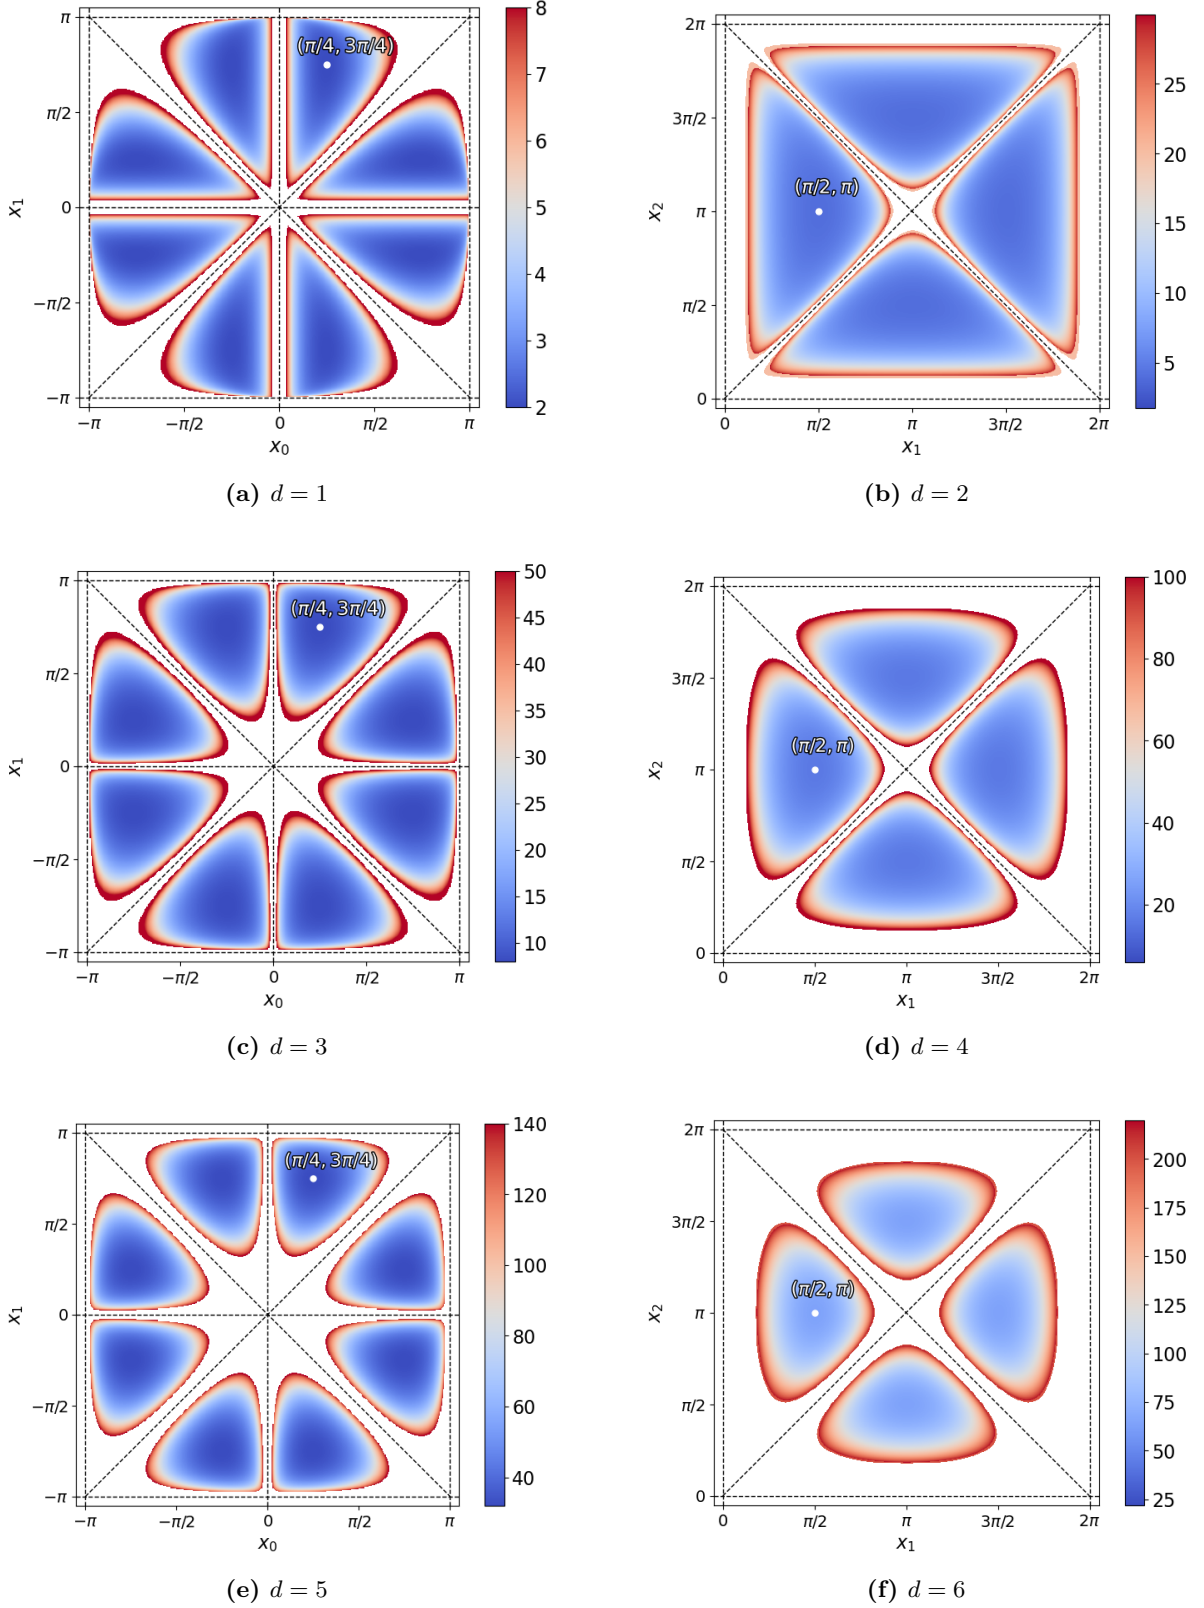 π
π/2
0
−π/2
−π
−π
−π/2
0
π/2
π
x₁
x₀
(π/4, 3π/4)
8
7
6
5
4
3
2
(a) d = 1
2π
3π/2
π
π/2
0
0
π/2
π
3π/2
2π
x₂
x₁
(π/2, π)
25
20
15
10
5
(b) d = 2
π
π/2
0
−π/2
−π
−π
−π/2
0
π/2
π
x₁
x₀
(π/4, 3π/4)
50
45
40
35
30
25
20
15
10
(c) d = 3
2π
3π/2
π
π/2
0
0
π/2
π
3π/2
2π
x₂
x₁
(π/2, π)
100
80
60
40
20
(d) d = 4
π
π/2
0
−π/2
−π
−π
−π/2
0
π/2
π
x₁
x₀
(π/4, 3π/4)
140
120
100
80
60
40
(e) d = 5
2π
3π/2
π
π/2
0
0
π/2
π
3π/2
2π
x₂
x₁
(π/2, π)
200
175
150
125
100
75
50
25
(f) d = 6